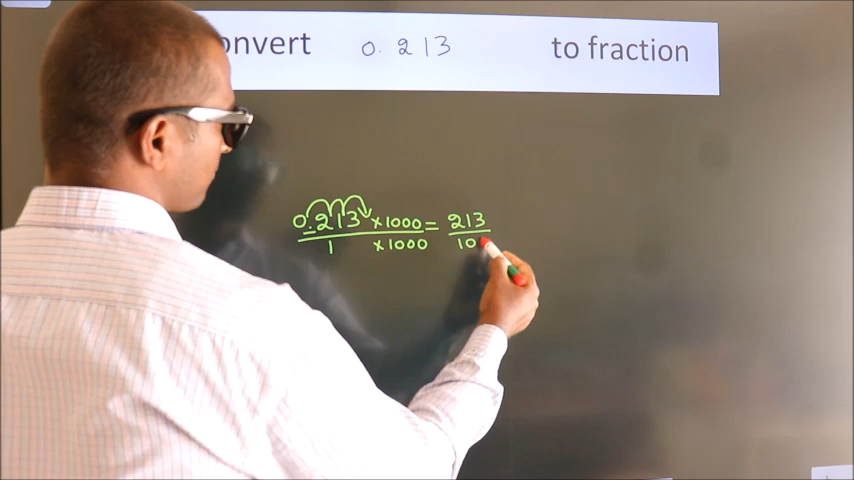 onvert 0.213 to fraction
0.213 ×1000 = 213
1 ×1000 10